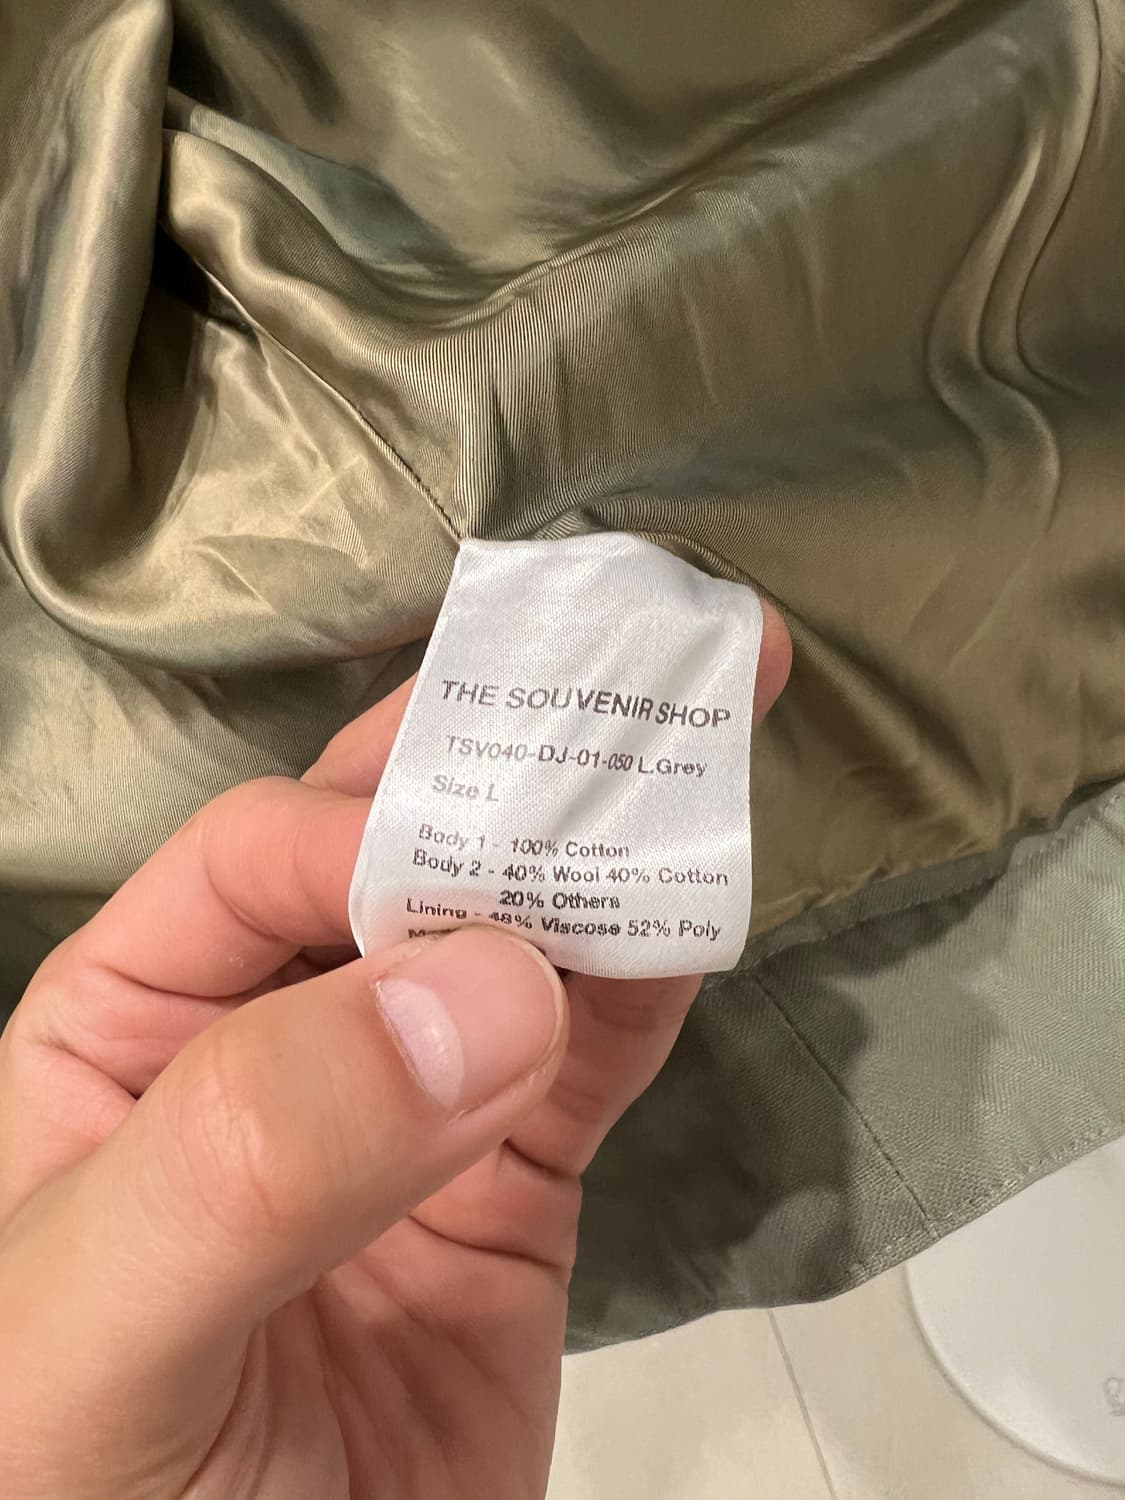 THE SOUVENIR SHOP
TSV040-DJ-01-050 L.Grey
Size L
Body 1 - 100% Cotton
Body 2 - 40% Wool 40% Cotton
20% Others
Lining - 48% Viscose 52% Poly